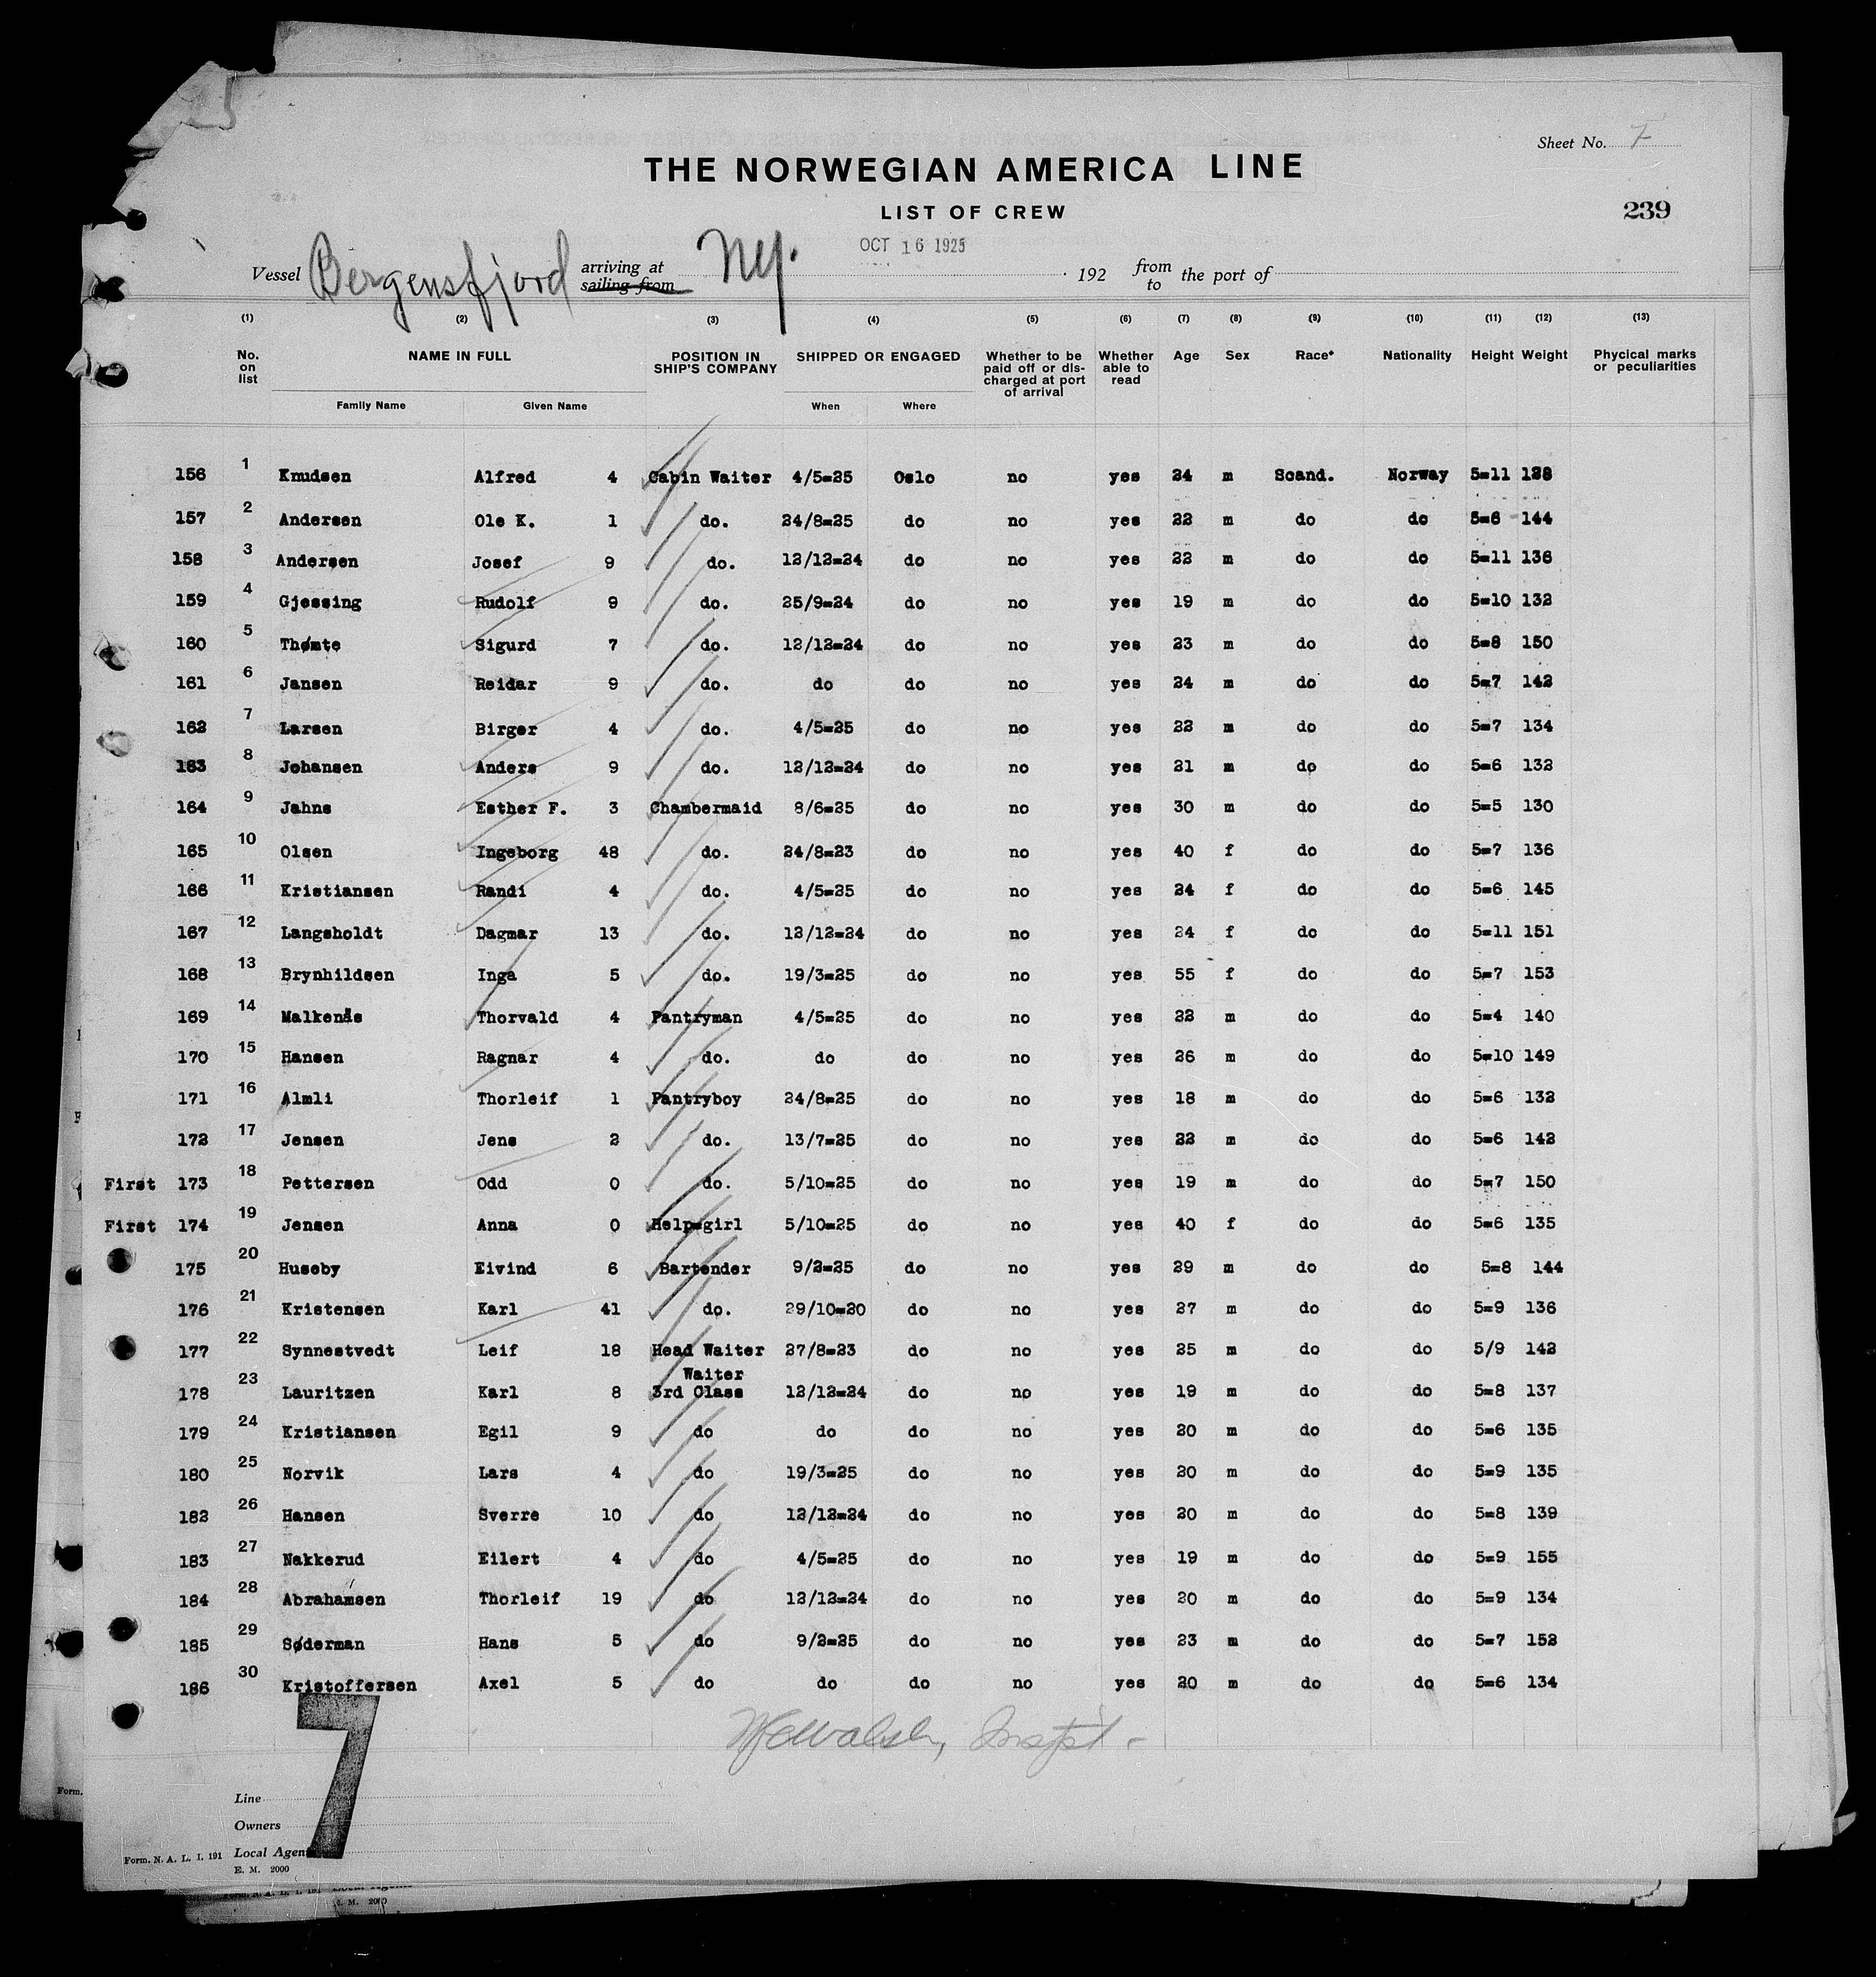 Sheet No. 7
THE NORWEGIAN AMERICA LINE
LIST OF CREW
239
OCT 16 1925
Vessel Bergensfjord arriving at sailing from NY. 192 from to the port of
(1) (2) (3) (4) (5) (6) (7) (8) (9) (10) (11) (12) (13)
No. on list NAME IN FULL POSITION IN SHIP'S COMPANY SHIPPED OR ENGAGED Whether to be paid off or discharged at port of arrival Whether able to read Age Sex Race* Nationality Height Weight Phycical marks or peculiarities
Family Name Given Name When Where
156 1 Knudsen Alfred 4 Cabin Waiter 4/5=25 Oslo no yes 24 m Scand. Norway 5=11 128
157 2 Andersen Ole K. 1 do. 24/8=25 do no yes 22 m do do 5=6 144
158 3 Andersen Josef 9 do. 12/12=24 do no yes 22 m do do 5=11 136
159 4 Gjessing Rudolf 9 do. 25/9=24 do no yes 19 m do do 5=10 132
160 5 Thømte Sigurd 7 do. 12/12=24 do no yes 23 m do do 5=8 150
161 6 Jansen Reidar 9 do. do do no yes 24 m do do 5=7 142
162 7 Larsen Birger 4 do. 4/5=25 do no yes 22 m do do 5=7 134
163 8 Johansen Anders 9 do. 12/12=24 do no yes 21 m do do 5=6 132
164 9 Jahns Esther F. 3 Chambermaid 8/6=25 do no yes 30 m do do 5=5 130
165 10 Olsen Ingeborg 48 do. 24/8=23 do no yes 40 f do do 5=7 136
166 11 Kristiansen Randi 4 do. 4/5=25 do no yes 24 f do do 5=6 145
167 12 Langsholdt Dagmar 13 do. 12/12=24 do no yes 24 f do do 5=11 151
168 13 Brynhildsen Inga 5 do. 19/3=25 do no yes 55 f do do 5=7 153
169 14 Malkenäs Thorvald 4 Pantryman 4/5=25 do no yes 22 m do do 5=4 140
170 15 Hansen Ragnar 4 do. do do no yes 26 m do do 5=10 149
171 16 Almli Thorleif 1 Pantryboy 24/8=25 do no yes 18 m do do 5=6 132
172 17 Jensen Jens 2 do. 13/7=25 do no yes 22 m do do 5=6 142
First 173 18 Pettersen Odd 0 do. 5/10=25 do no yes 19 m do do 5=7 150
First 174 19 Jensen Anna 0 Help=girl 5/10=25 do no yes 40 f do do 5=6 135
175 20 Huseby Eivind 6 Bartender 9/2=25 do no yes 29 m do do 5=8 144
176 21 Kristensen Karl 41 do. 29/10=20 do no yes 27 m do do 5=9 136
177 22 Synnestvedt Leif 18 Head Waiter 27/8=23 do no yes 25 m do do 5/9 142
178 23 Lauritzen Karl 8 Waiter 3rd Class 12/12=24 do no yes 19 m do do 5=8 137
179 24 Kristiansen Egil 9 do do do no yes 20 m do do 5=6 135
180 25 Norvik Lars 4 do 19/3=25 do no yes 20 m do do 5=9 135
182 26 Hansen Sverre 10 do 12/12=24 do no yes 20 m do do 5=8 139
183 27 Nakkerud Eilert 4 do 4/5=25 do no yes 19 m do do 5=9 155
184 28 Abrahamsen Thorleif 19 do 12/12=24 do no yes 20 m do do 5=9 134
185 29 Søderman Hans 5 do 9/2=25 do no yes 23 m do do 5=7 152
186 30 Kristoffersen Axel 5 do do do no yes 20 m do do 5=6 134
7
Line
Owners
Local Agen
Form. N. A. L. I. 191
E. M. 2000